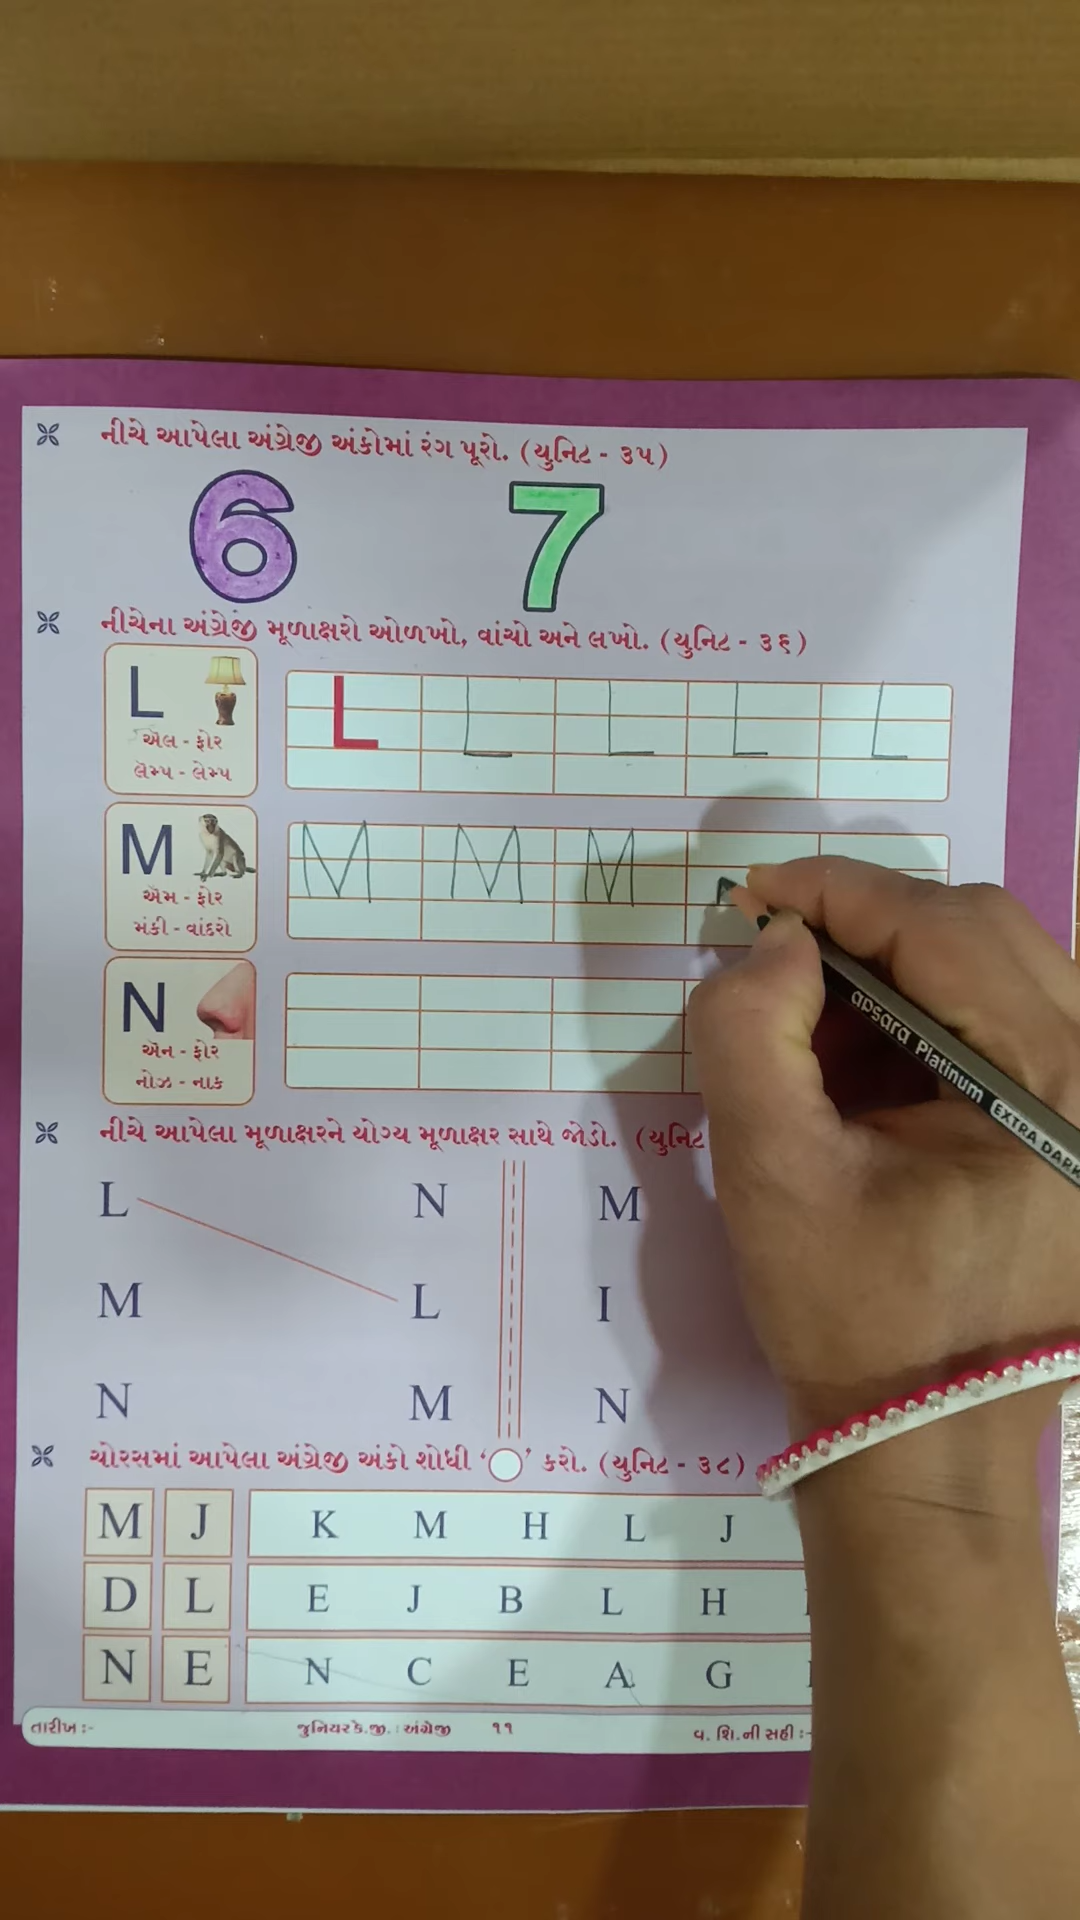 નીચે આપેલા અંગ્રેજી અંકોમાં રંગ પૂરો. (યુનિટ - ૩૫)
6 7
નીચેના અંગ્રેજી મૂળાક્ષરો ઓળખો, વાંચો અને લખો. (યુનિટ - ૩૬)
L
એલ - ફોર
લેમ્પ - લેમ્પ
L L L L L
M
એમ - ફોર
મંકી - વાંદરો
M M M
N
એન - ફોર
નોઝ - નાક
apsara Platinum EXTRA DARK
નીચે આપેલા મૂળાક્ષરને યોગ્ય મૂળાક્ષર સાથે જોડો. (યુનિટ
L N M
M L I
N M N
ચોરસમાં આપેલા અંગ્રેજી અંકો શોધી ‘○’ કરો. (યુનિટ - ૩૮)
M J K M H L J
D L E J B L H
N E N C E A G
તારીખ :- જુનિયર કે.જી. : અંગ્રેજી ૧૧ વ. શિ.ની સહી :-